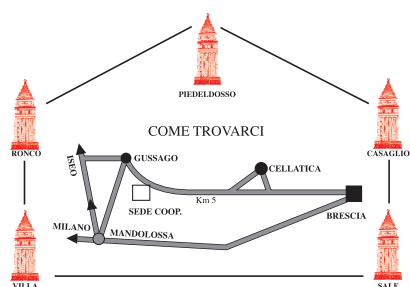 PIEDELDOSSO
COME TROVARCI
RONCO
CASAGLIO
ISEO
GUSSAGO
CELLATICA
Km 5
SEDE COOP.
BRESCIA
MILANO
MANDOLOSSA
VILLA
SALE